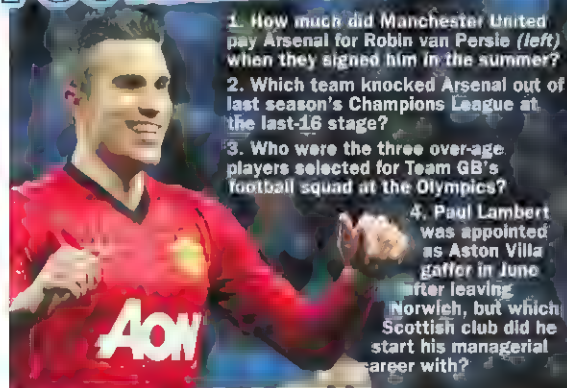 1. How much did Manchester United
pay Arsenal for Robin van Persie (left)
when they signed him in the summer?
2. Which team knocked Arsenal out of
last season's Champions League at
the last-16 stage?
3. Who were the three over-age
players selected for Team GB's
football squad at the Olympics?
4. Paul Lambert
was appointed
as Aston Villa
gaffer in June
after leaving
Norwich, but which
Scottish club did he
start his managerial
career with?
AON